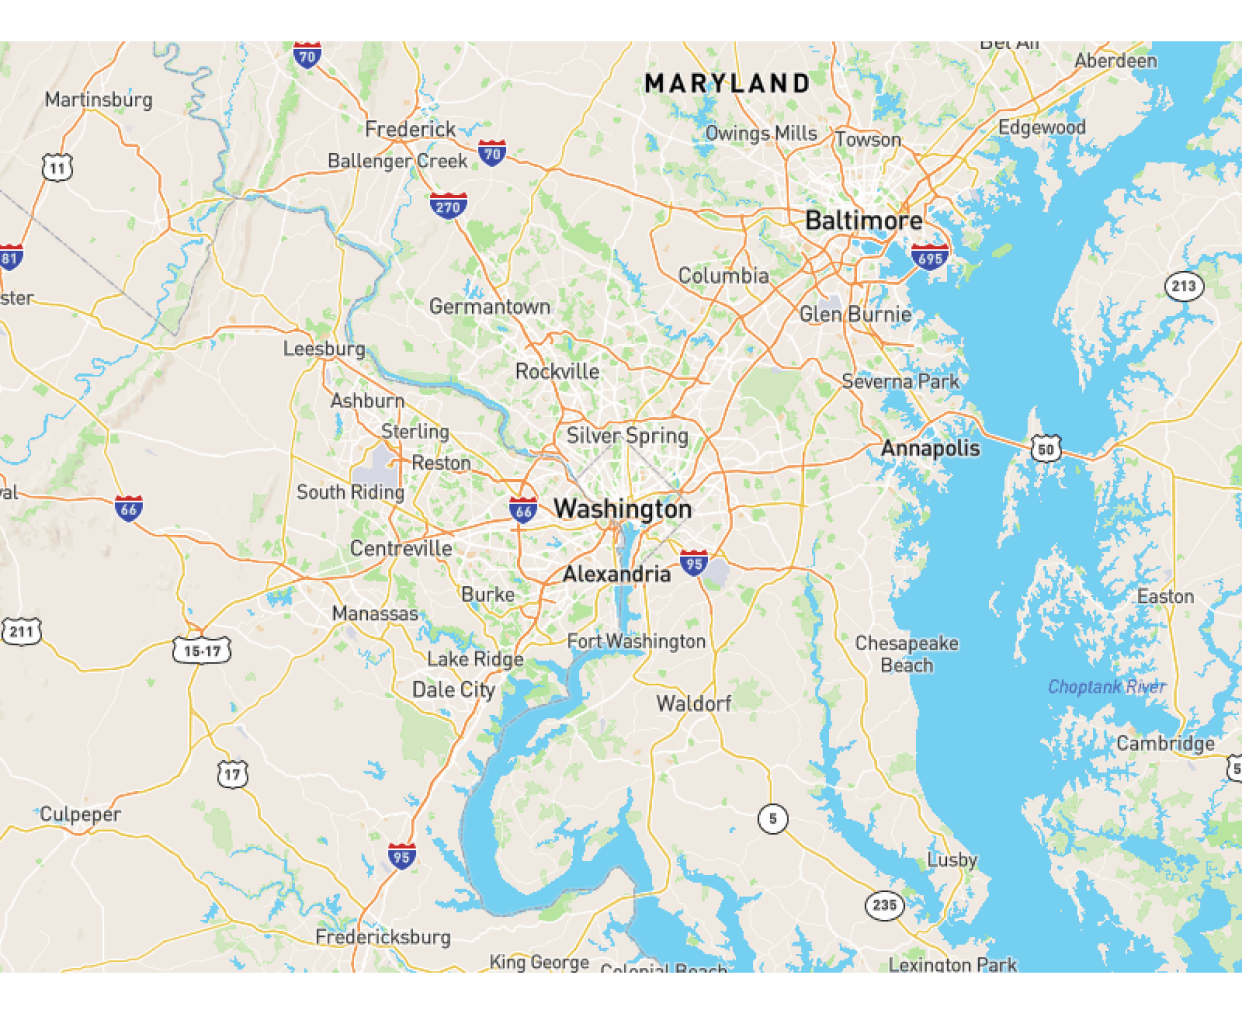 70
Bel Air
Aberdeen
MARYLAND
Martinsburg
Frederick
Edgewood
Owings Mills
Towson
Ballenger Creek
70
11
270
Baltimore
81
695
Columbia
213
ster
Germantown
Glen Burnie
Leesburg
Rockville
Severna Park
Ashburn
Sterling
Silver Spring
Annapolis
50
Reston
South Riding
val
66
66
Washington
Centreville
95
Alexandria
Burke
Easton
Manassas
211
15-17
Fort Washington
Chesapeake
Beach
Lake Ridge
Dale City
Choptank River
Waldorf
Cambridge
17
5
Culpeper
5
95
Lusby
235
Fredericksburg
King George
Colonial Beach
Lexington Park